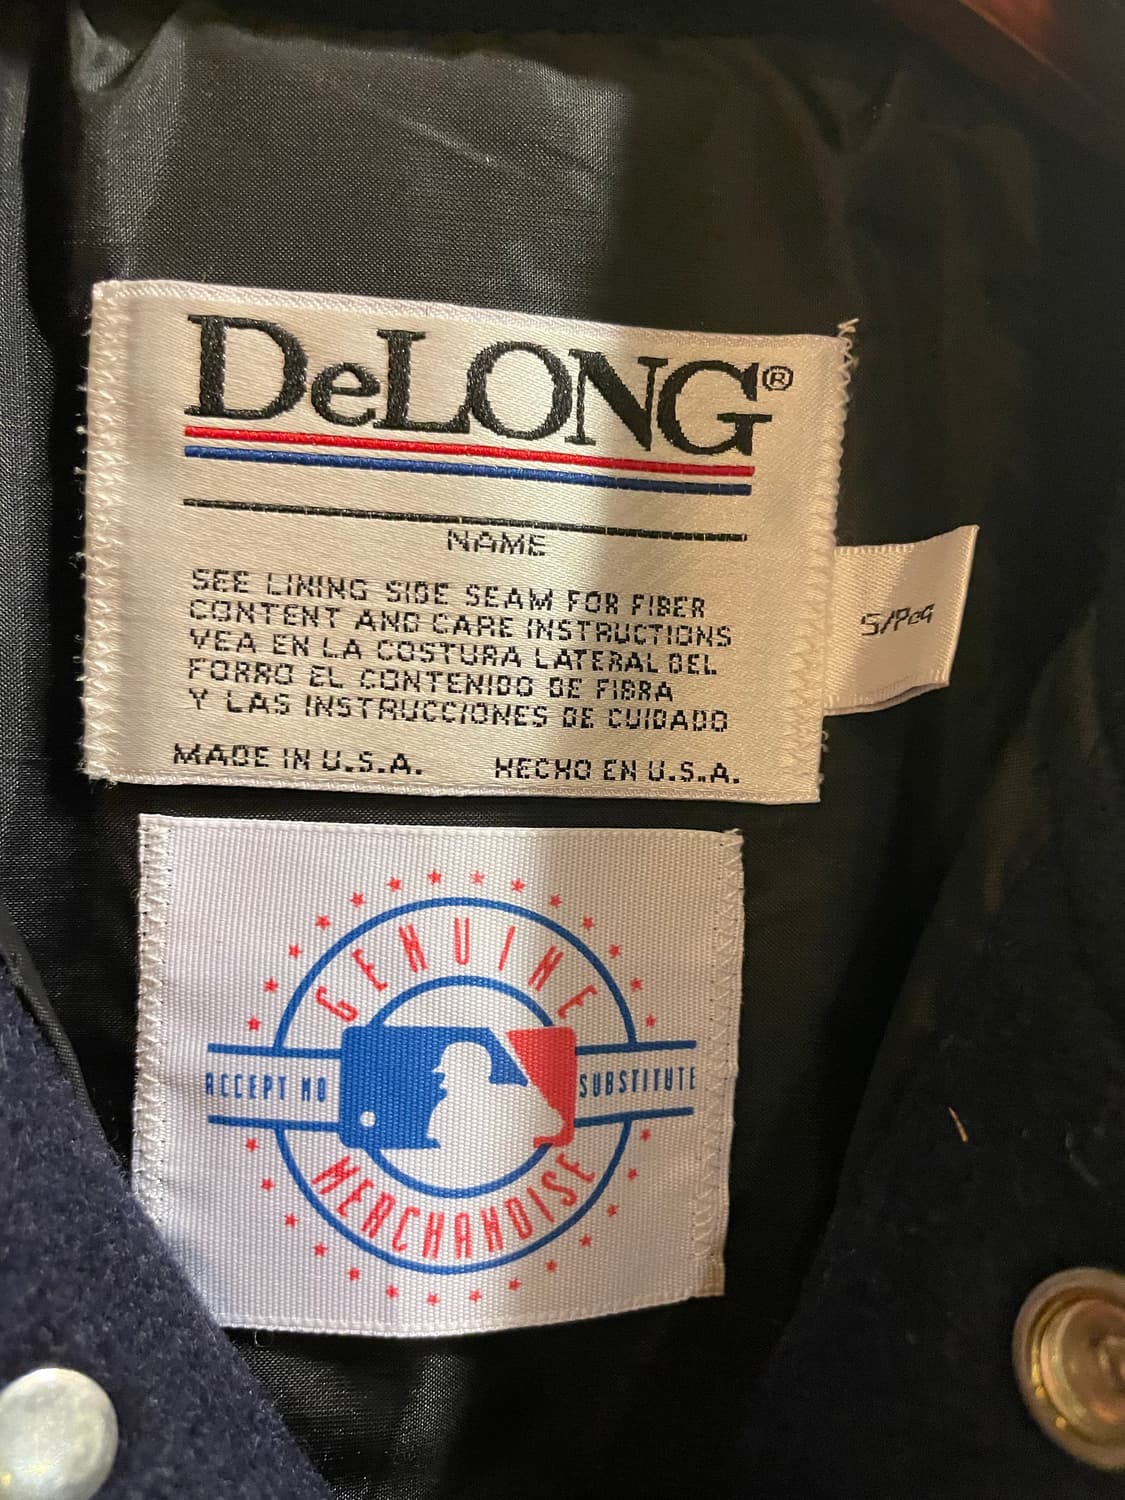 DeLONG®
NAME
SEE LINING SIDE SEAM FOR FIBER
CONTENT AND CARE INSTRUCTIONS
VEA EN LA COSTURA LATERAL DEL
FORRO EL CONTENIDO DE FIBRA
Y LAS INSTRUCCIONES DE CUIDADO
MADE IN U.S.A. HECHO EN U.S.A.
S/Peq
GENUINE
ACCEPT NO SUBSTITUTE
MERCHANDISE